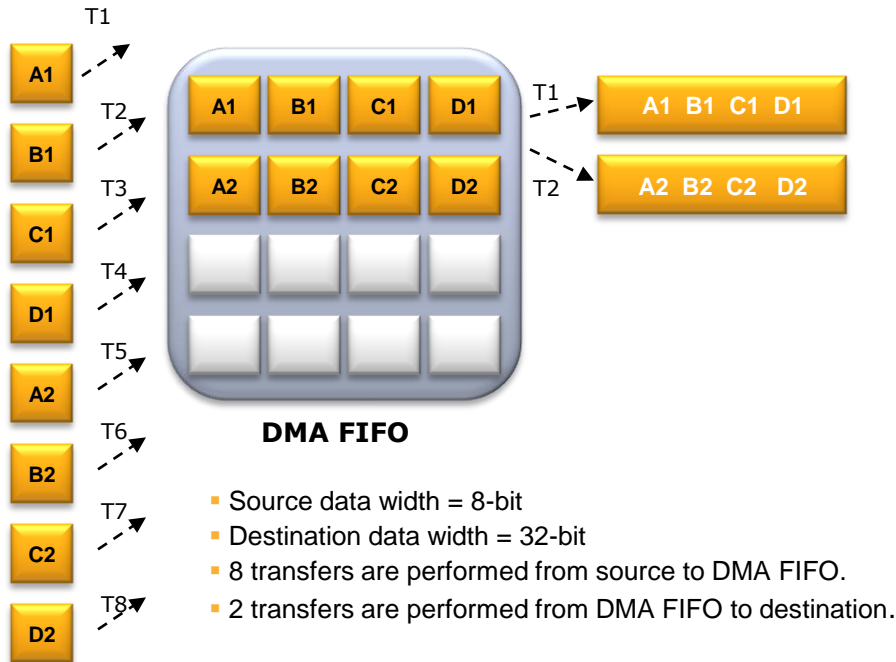 T1
A1
T2
B1
T3
C1
T4
D1
T5
A2
T6
B2
T7
C2
T8
D2
A1 B1 C1 D1
A2 B2 C2 D2
DMA FIFO
T1
A1 B1 C1 D1
T2
A2 B2 C2 D2
Source data width = 8-bit
Destination data width = 32-bit
8 transfers are performed from source to DMA FIFO.
2 transfers are performed from DMA FIFO to destination.